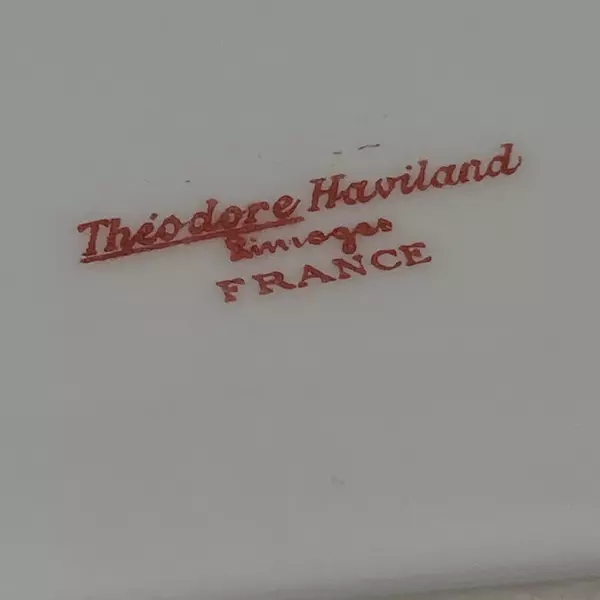 Théodore Haviland
Limoges
FRANCE